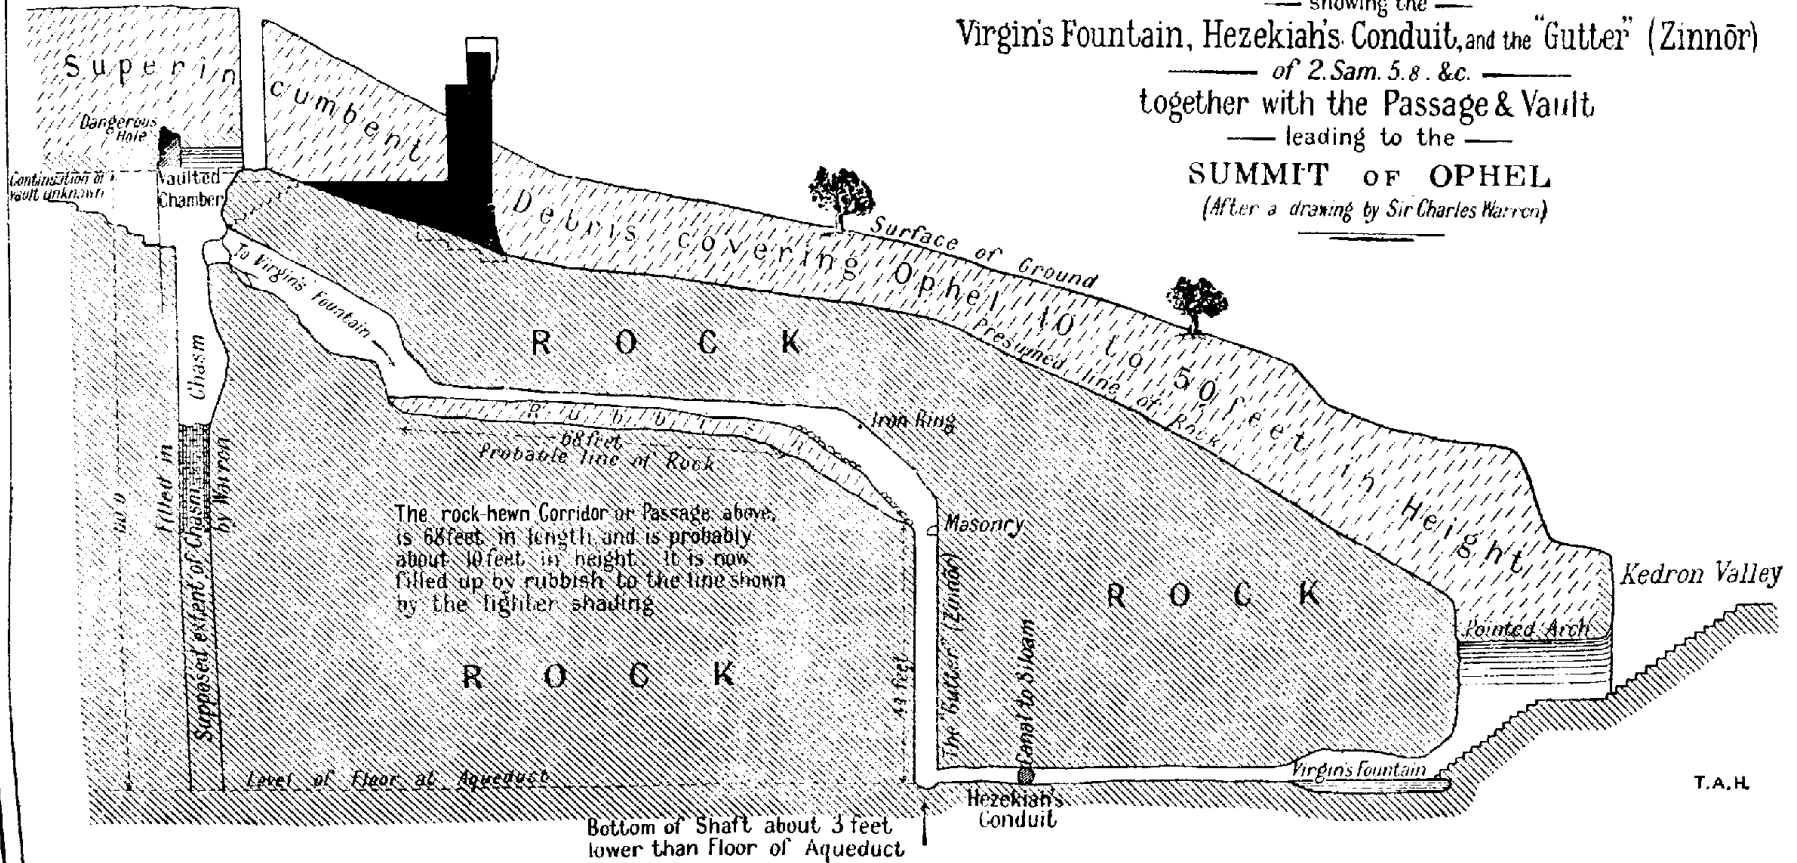 — showing the —
Virgin's Fountain, Hezekiah's Conduit, and the "Gutter" (Zinnōr)
of 2. Sam. 5. 8. &c.
together with the Passage & Vault
— leading to the —
SUMMIT OF OPHEL
(After a drawing by Sir Charles Warren)
Superincumbent
Debris covering Ophel 10 to 50 feet in Height
Dangerous
Hole
Continuation of
vault unknown
Vaulted
Chamber
To Virgin's Fountain
Surface of Ground
Presumed line of Rock
ROCK
Chasm
Filled in
by Warren
Supposed extent of Chasm
Rubbish
68 feet
Probable line of Rock
Iron Ring
The rock-hewn Corridor or Passage above,
is 68 feet in length and is probably
about 10 feet in height. It is now
filled up by rubbish to the line shown
by the lighter shading
Masonry
The "Gutter" (Zinnōr)
44 feet
Canal to Siloam
ROCK
ROCK
Kedron Valley
Pointed Arch
Virgin's Fountain
Level of Floor at Aqueduct
Hezekiah's
Conduit
Bottom of Shaft about 3 feet
lower than Floor of Aqueduct
T.A.H.